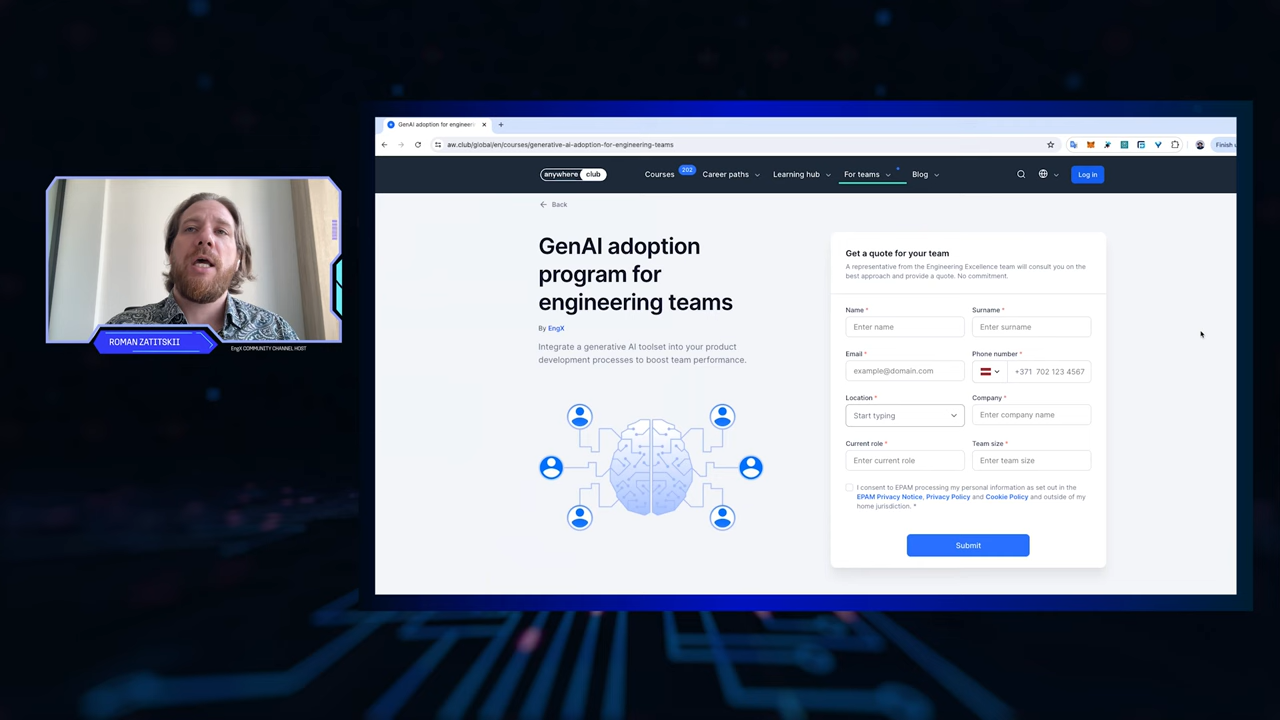 GenAI adoption for engineeri
aw.club/global/en/courses/generative-ai-adoption-for-engineering-teams
anywhere club
Courses 202 Career paths Learning hub For teams Blog Log in
Back
GenAI adoption
program for
engineering teams
By EngX
Integrate a generative AI toolset into your product
development processes to boost team performance.
Get a quote for your team
A representative from the Engineering Excellence team will consult you on the
best approach and provide a quote. No commitment.
Name * Surname *
Enter name Enter surname
Email * Phone number *
example@domain.com +371 702 123 4567
Location * Company *
Start typing Enter company name
Current role * Team size *
Enter current role Enter team size
I consent to EPAM processing my personal information as set out in the
EPAM Privacy Notice, Privacy Policy and Cookie Policy and outside of my
home jurisdiction. *
Submit
ROMAN ZATITSKII
EngX COMMUNITY CHANNEL HOST